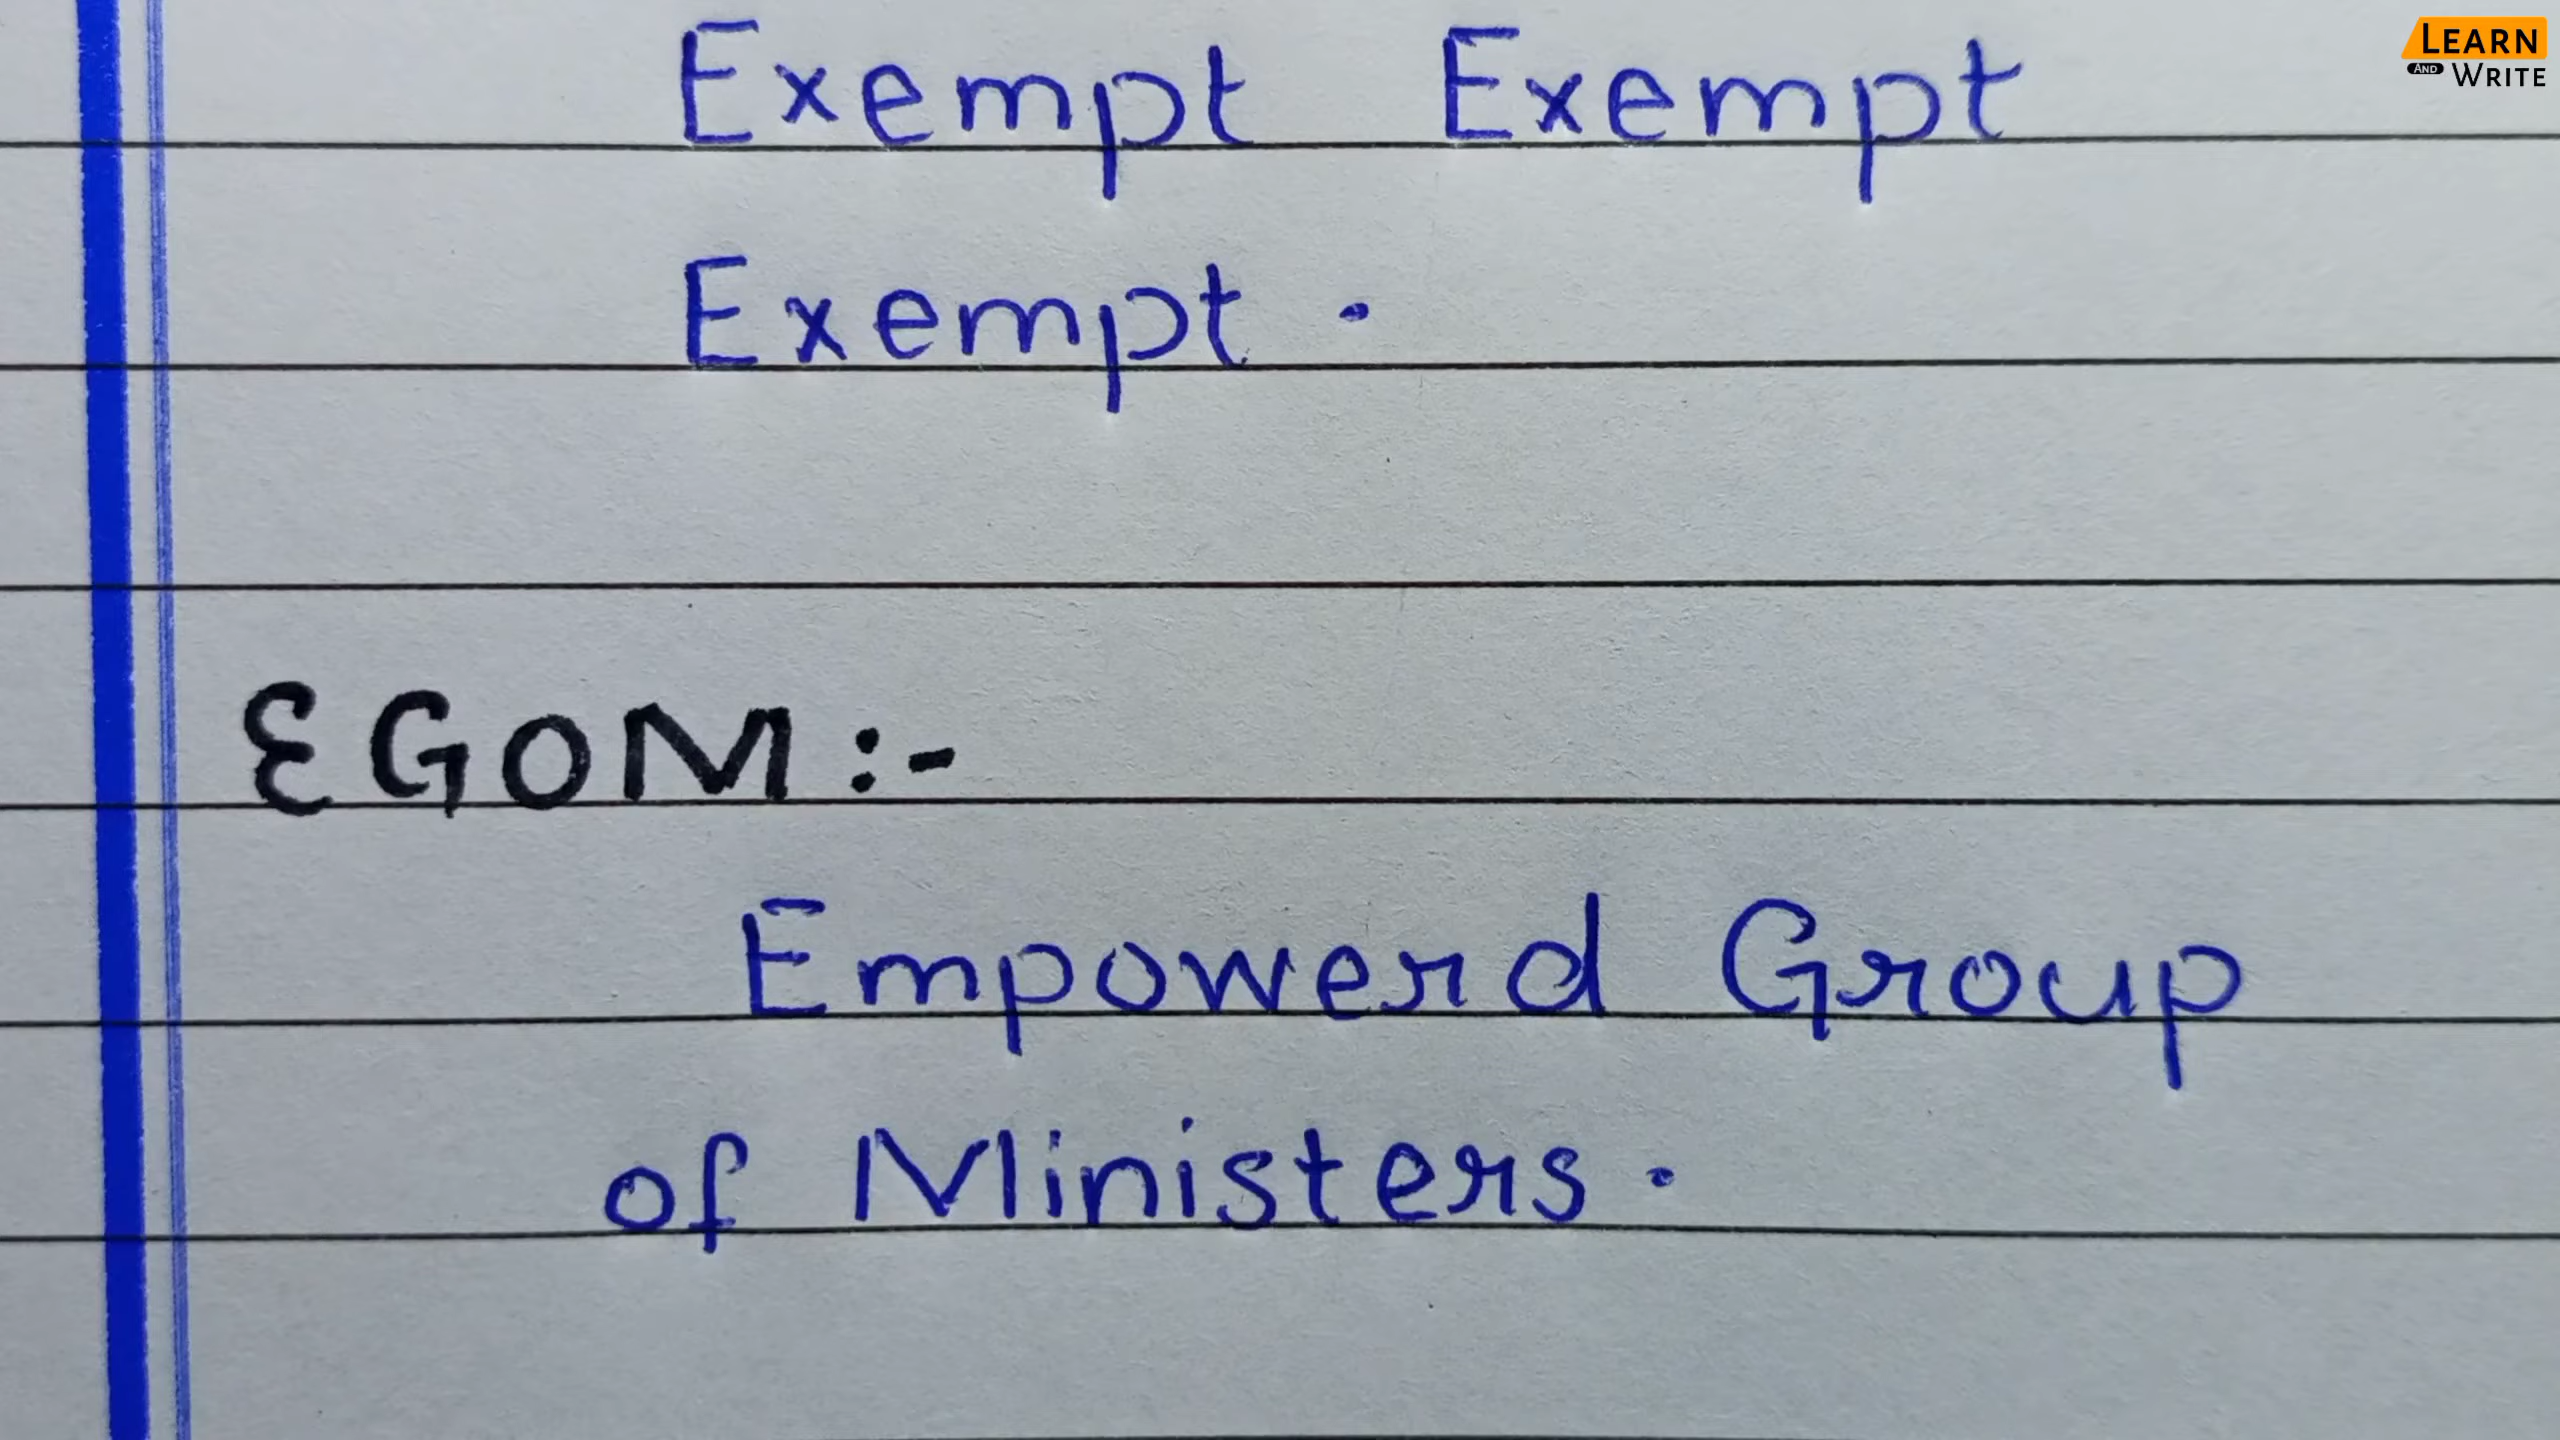 Exempt Exempt
LEARN
AND WRITE
Exempt.
EGOM:-
Empowerd Group
of Ministers.